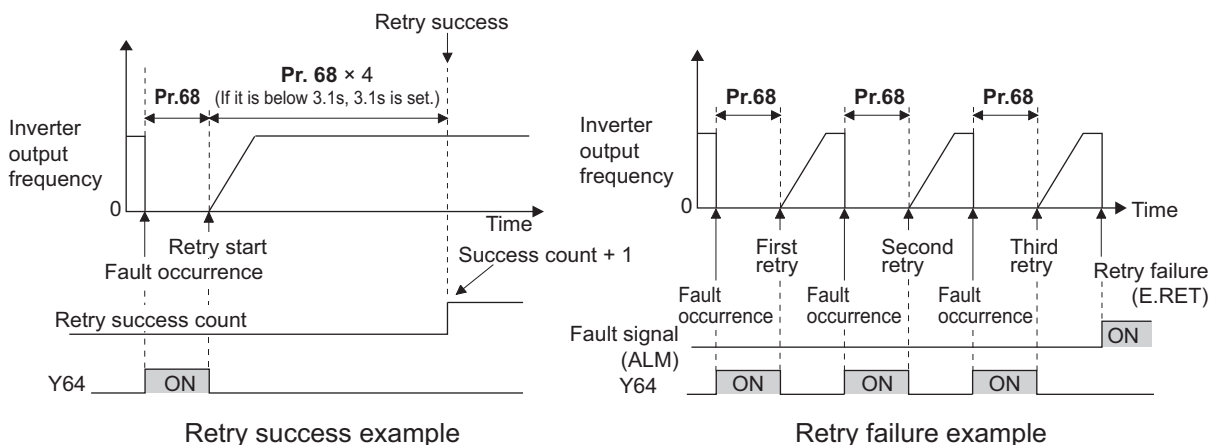 Retry success
Pr. 68 × 4
(If it is below 3.1s, 3.1s is set.)
Pr.68
Inverter
output
frequency
0
Time
Retry start
Fault occurrence
Success count + 1
Retry success count
Y64
ON
Retry success example
Pr.68
Pr.68
Pr.68
Inverter
output
frequency
0
Time
First
retry
Second
retry
Third
retry
Retry failure
(E.RET)
Fault
occurrence
Fault
occurrence
Fault
occurrence
Fault signal
(ALM)
ON
Y64
ON
ON
ON
Retry failure example